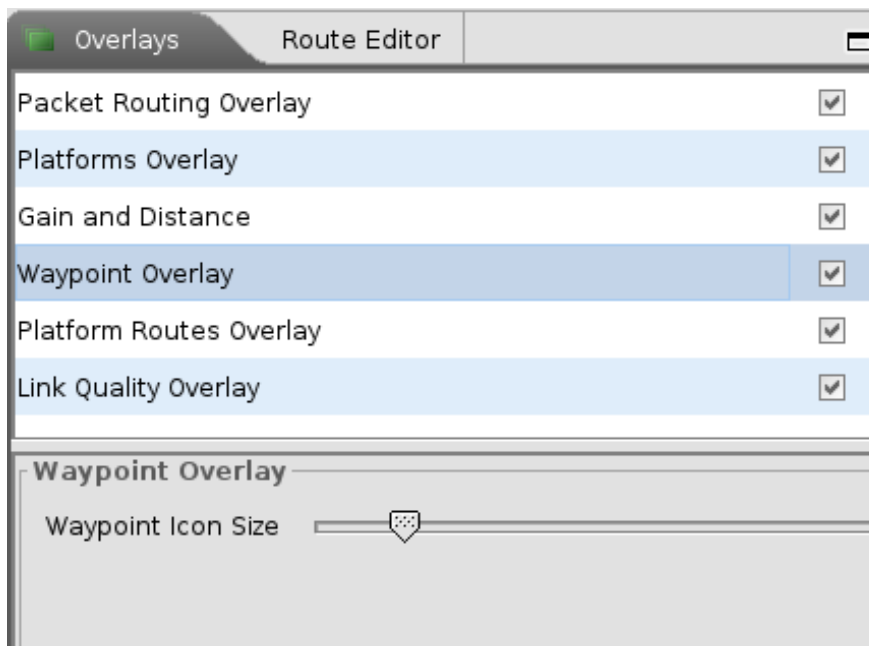 Overlays
Route Editor
Packet Routing Overlay
Platforms Overlay
Gain and Distance
Waypoint Overlay
Platform Routes Overlay
Link Quality Overlay
Waypoint Overlay
Waypoint Icon Size